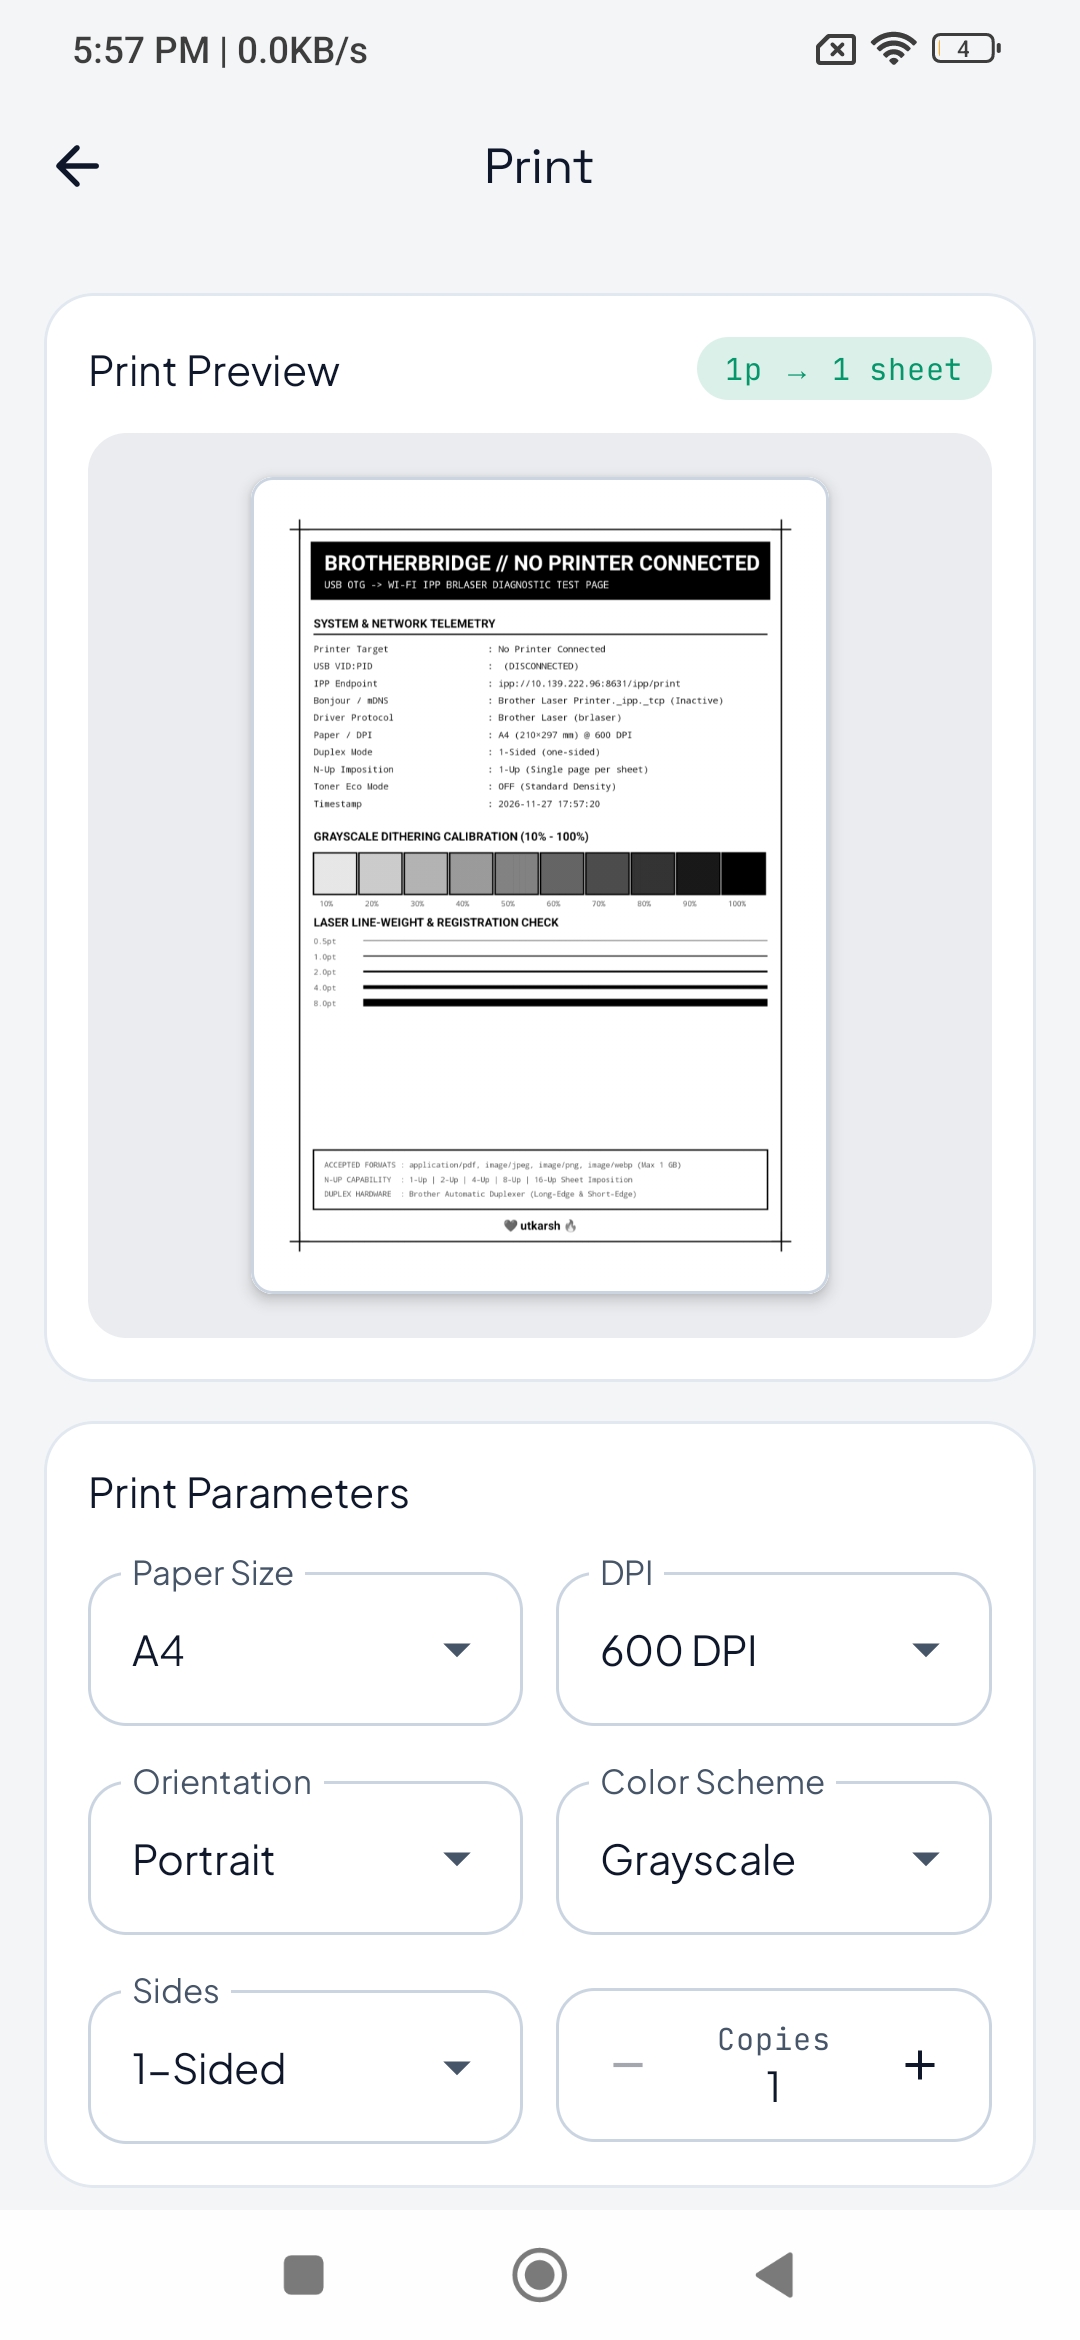 5:57 PM | 0.0KB/s
4
Print
Print Preview
1p → 1 sheet
BROTHERBRIDGE // NO PRINTER CONNECTED
USB OTG -> WI-FI IPP BRLASER DIAGNOSTIC TEST PAGE
SYSTEM & NETWORK TELEMETRY
Printer Target : No Printer Connected
USB VID:PID : (DISCONNECTED)
IPP Endpoint : ipp://10.139.222.96:8631/ipp/print
Bonjour / mDNS : Brother Laser Printer._ipp._tcp (Inactive)
Driver Protocol : Brother Laser (brlaser)
Paper / DPI : A4 (210×297 mm) @ 600 DPI
Duplex Mode : 1-Sided (one-sided)
N-Up Imposition : 1-Up (Single page per sheet)
Toner Eco Mode : OFF (Standard Density)
Timestamp : 2026-11-27 17:57:20
GRAYSCALE DITHERING CALIBRATION (10% - 100%)
10% 20% 30% 40% 50% 60% 70% 80% 90% 100%
LASER LINE-WEIGHT & REGISTRATION CHECK
0.5pt
1.0pt
2.0pt
4.0pt
8.0pt
ACCEPTED FORMATS : application/pdf, image/jpeg, image/png, image/webp (Max 1 GB)
N-UP CAPABILITY : 1-Up | 2-Up | 4-Up | 8-Up | 16-Up Sheet Imposition
DUPLEX HARDWARE : Brother Automatic Duplexer (Long-Edge & Short-Edge)
🖤 utkarsh 🔥
Print Parameters
Paper Size
A4
DPI
600 DPI
Orientation
Portrait
Color Scheme
Grayscale
Sides
1-Sided
Copies
1